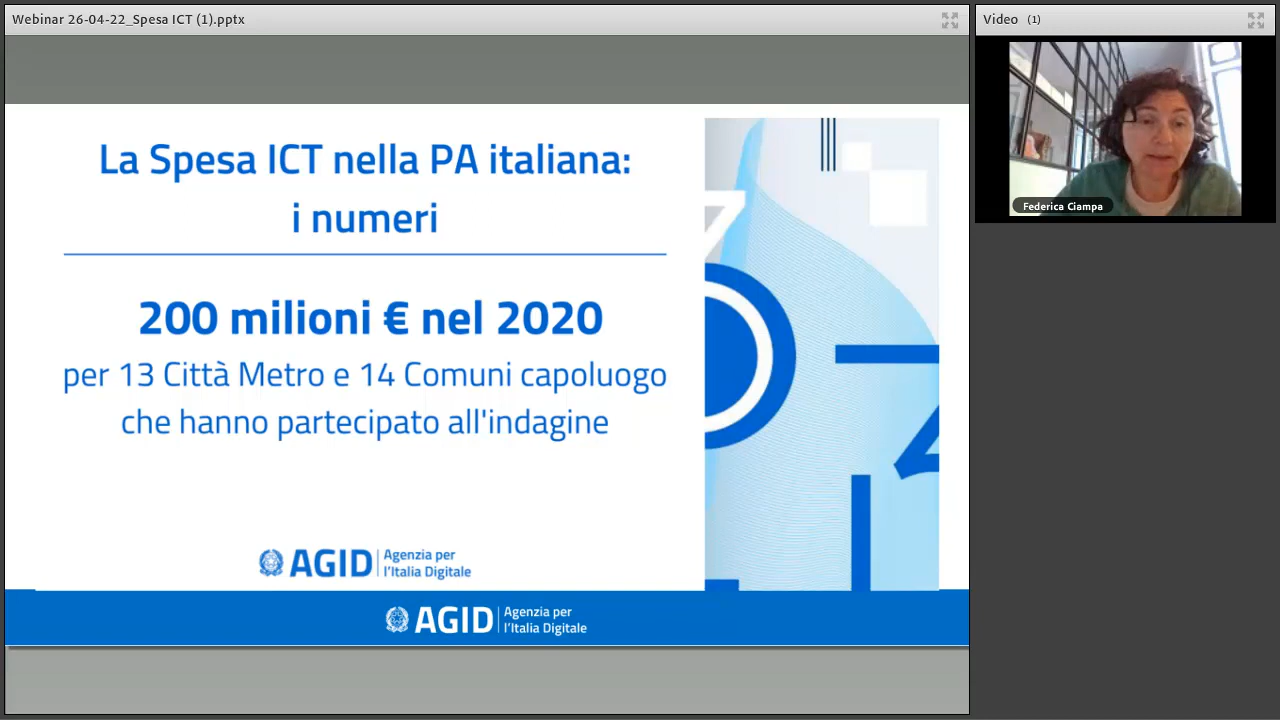 Webinar 26-04-22_Spesa ICT (1).pptx
Video (1)
Federica Ciampa
La Spesa ICT nella PA italiana:
i numeri
200 milioni € nel 2020
per 13 Città Metro e 14 Comuni capoluogo
che hanno partecipato all'indagine
AGID
Agenzia per
l'Italia Digitale
AGID
Agenzia per
l'Italia Digitale